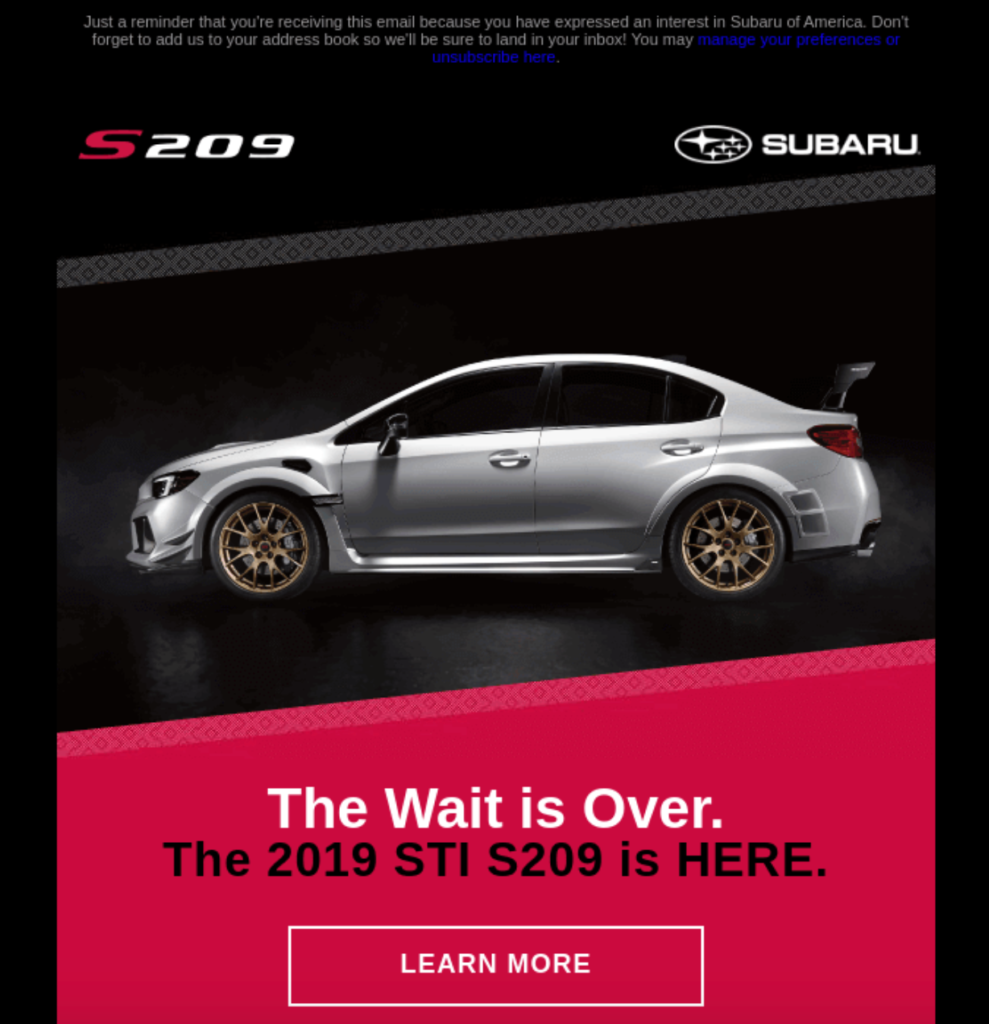 Just a reminder that you're receiving this email because you have expressed an interest in Subaru of America. Don't
forget to add us to your address book so we'll be sure to land in your inbox! You may manage your preferences or
unsubscribe here.
S209
SUBARU
The Wait is Over.
The 2019 STI S209 is HERE.
LEARN MORE